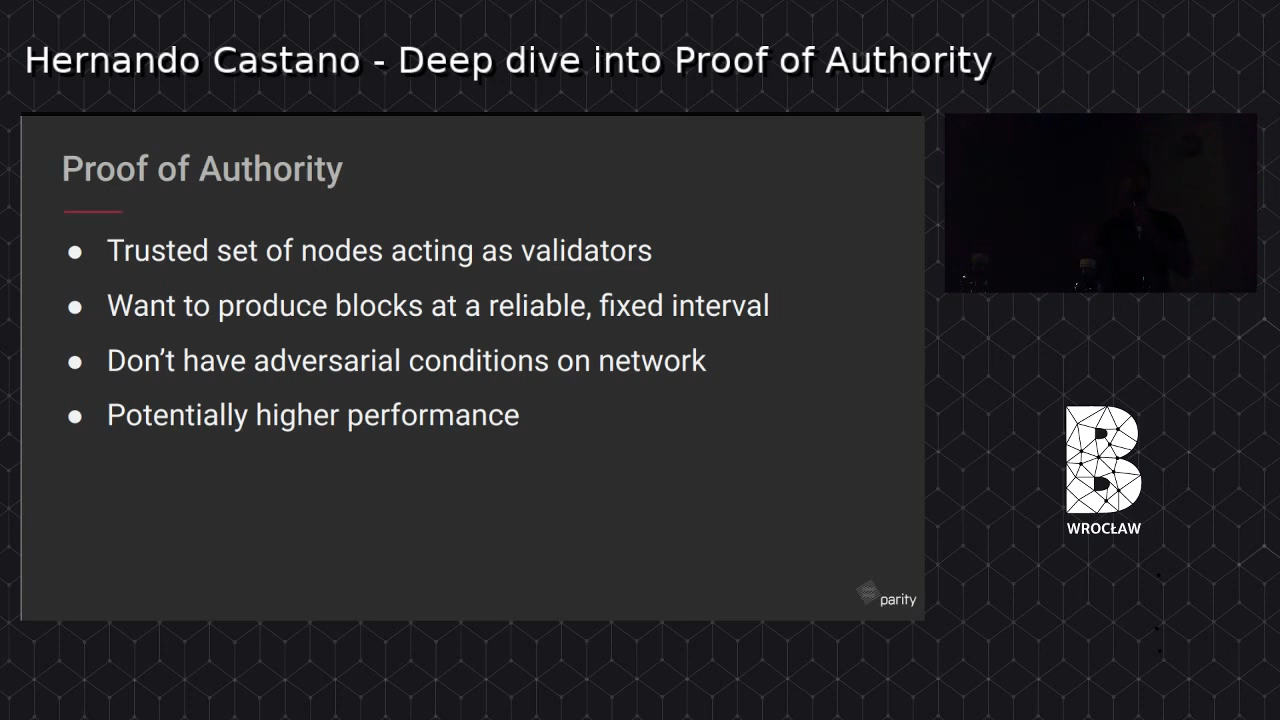 Hernando Castano - Deep dive into Proof of Authority
Proof of Authority
● Trusted set of nodes acting as validators
● Want to produce blocks at a reliable, fixed interval
● Don’t have adversarial conditions on network
● Potentially higher performance
parity
B
WROCŁAW